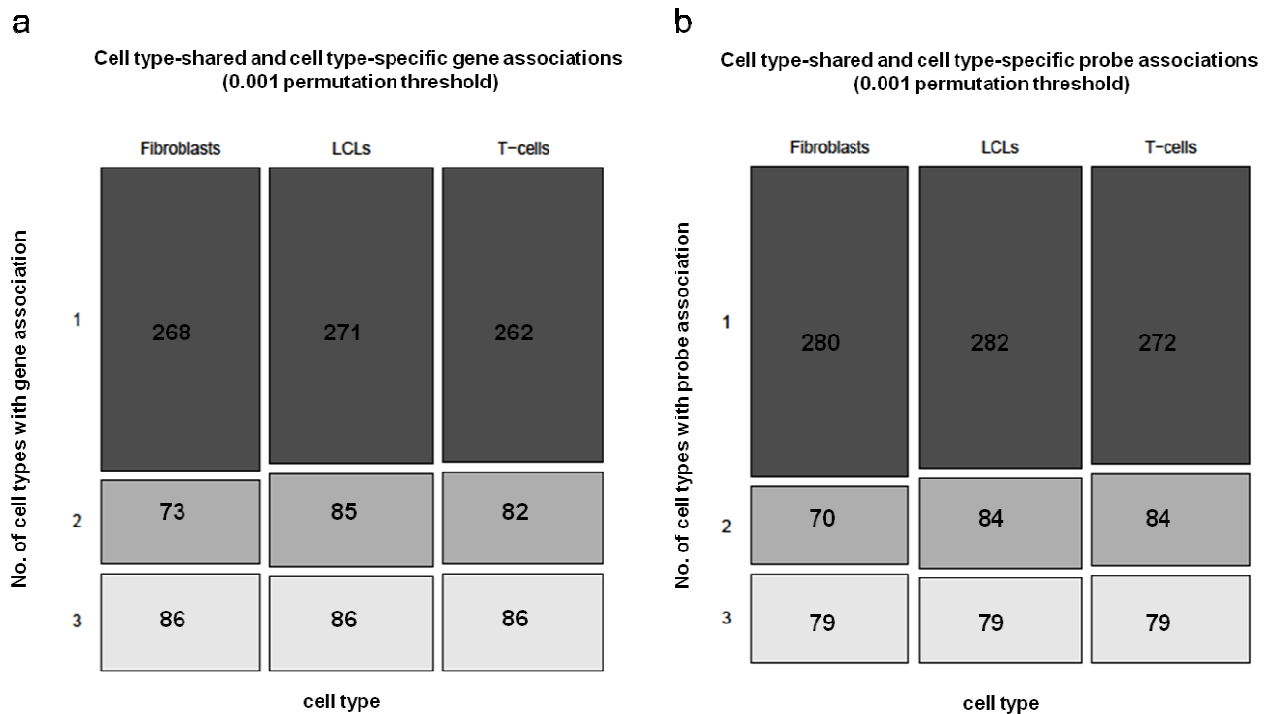 a
Cell type-shared and cell type-specific gene associations
(0.001 permutation threshold)
Fibroblasts LCLs T-cells
No. of cell types with gene association
1 268 271 262
2 73 85 82
3 86 86 86
cell type
b
Cell type-shared and cell type-specific probe associations
(0.001 permutation threshold)
Fibroblasts LCLs T-cells
No. of cell types with probe association
1 280 282 272
2 70 84 84
3 79 79 79
cell type